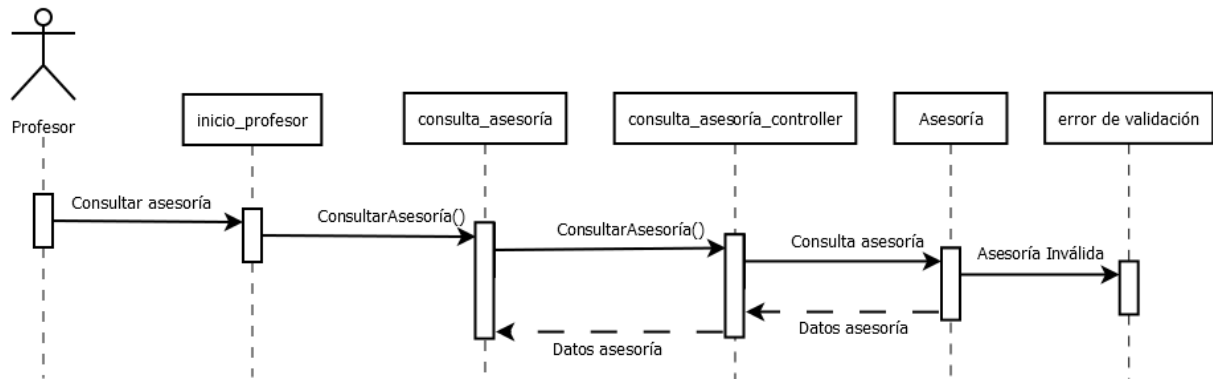 Profesor
inicio_profesor
consulta_asesoría
consulta_asesoría_controller
Asesoría
error de validación
Consultar asesoría
ConsultarAsesoría()
ConsultarAsesoría()
Consulta asesoría
Asesoría Inválida
Datos asesoría
Datos asesoría